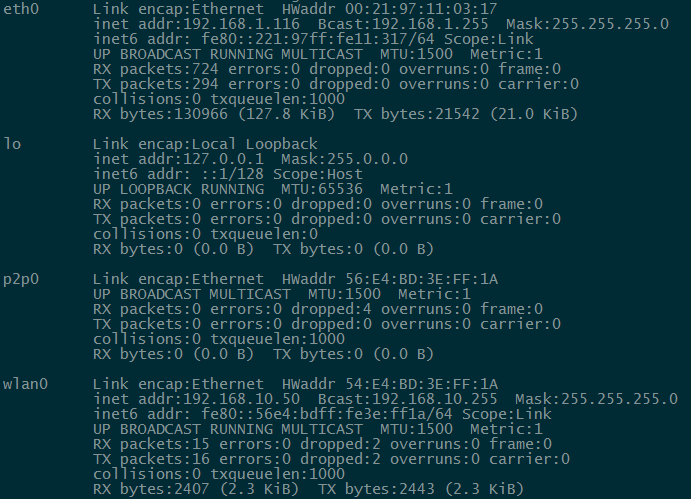 eth0 Link encap:Ethernet HWaddr 00:21:97:11:03:17
inet addr:192.168.1.116 Bcast:192.168.1.255 Mask:255.255.255.0
inet6 addr: fe80::221:97ff:fe11:317/64 Scope:Link
UP BROADCAST RUNNING MULTICAST MTU:1500 Metric:1
RX packets:724 errors:0 dropped:0 overruns:0 frame:0
TX packets:294 errors:0 dropped:0 overruns:0 carrier:0
collisions:0 txqueuelen:1000
RX bytes:130966 (127.8 KiB) TX bytes:21542 (21.0 KiB)
lo Link encap:Local Loopback
inet addr:127.0.0.1 Mask:255.0.0.0
inet6 addr: ::1/128 Scope:Host
UP LOOPBACK RUNNING MTU:65536 Metric:1
RX packets:0 errors:0 dropped:0 overruns:0 frame:0
TX packets:0 errors:0 dropped:0 overruns:0 carrier:0
collisions:0 txqueuelen:0
RX bytes:0 (0.0 B) TX bytes:0 (0.0 B)
p2p0 Link encap:Ethernet HWaddr 56:E4:BD:3E:FF:1A
UP BROADCAST MULTICAST MTU:1500 Metric:1
RX packets:0 errors:0 dropped:4 overruns:0 frame:0
TX packets:0 errors:0 dropped:0 overruns:0 carrier:0
collisions:0 txqueuelen:1000
RX bytes:0 (0.0 B) TX bytes:0 (0.0 B)
wlan0 Link encap:Ethernet HWaddr 54:E4:BD:3E:FF:1A
inet addr:192.168.10.50 Bcast:192.168.10.255 Mask:255.255.255.0
inet6 addr: fe80::56e4:bdff:fe3e:ff1a/64 Scope:Link
UP BROADCAST RUNNING MULTICAST MTU:1500 Metric:1
RX packets:15 errors:0 dropped:2 overruns:0 frame:0
TX packets:16 errors:0 dropped:2 overruns:0 carrier:0
collisions:0 txqueuelen:1000
RX bytes:2407 (2.3 KiB) TX bytes:2443 (2.3 KiB)